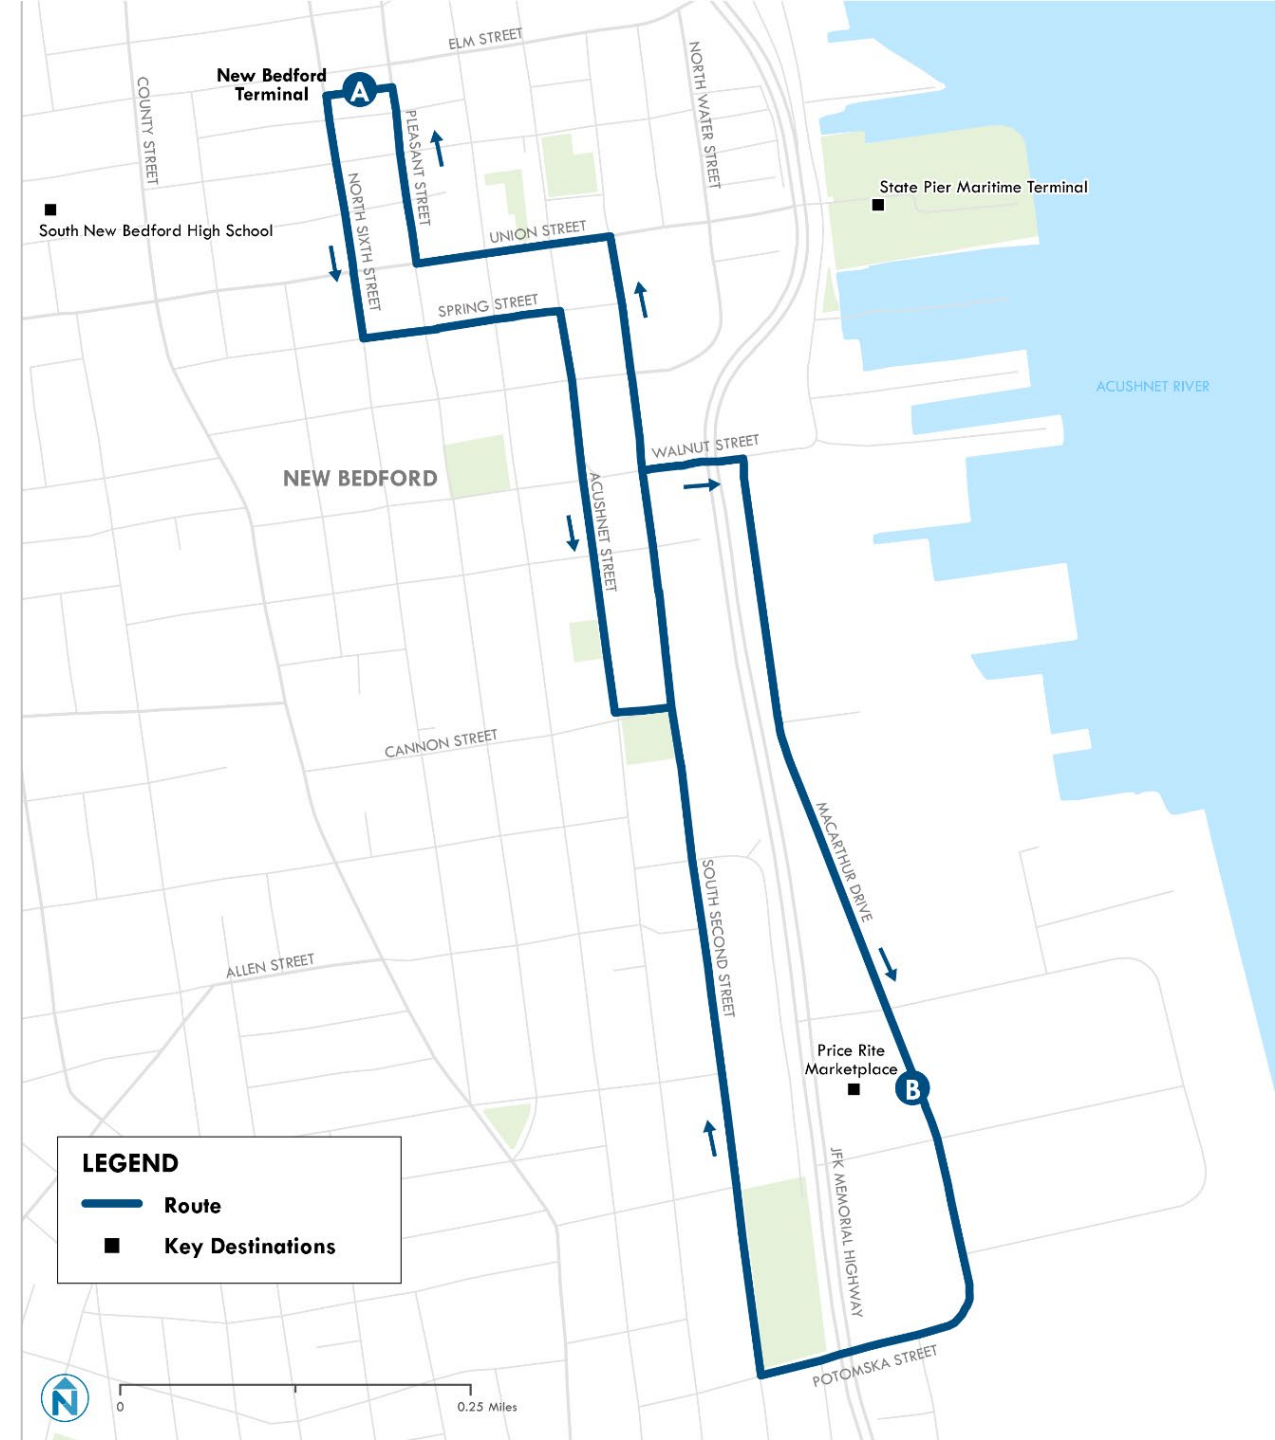 ELM STREET
New Bedford
Terminal
A
COUNTY STREET
PLEASANT STREET
NORTH WATER STREET
NORTH SIXTH STREET
State Pier Maritime Terminal
South New Bedford High School
UNION STREET
SPRING STREET
ACUSHNET RIVER
WALNUT STREET
NEW BEDFORD
ACUSHNET STREET
CANNON STREET
MACARTHUR DRIVE
SOUTH SECOND STREET
ALLEN STREET
Price Rite
Marketplace
B
JFK MEMORIAL HIGHWAY
LEGEND
Route
Key Destinations
POTOMSKA STREET
N
0
0.25 Miles